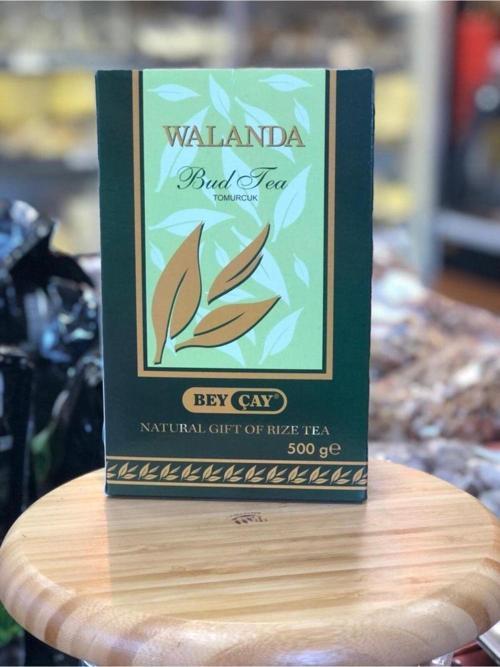 WALANDA
Bud Tea
TOMURCUK
BEY ÇAY®
NATURAL GIFT OF RIZE TEA
500 g℮